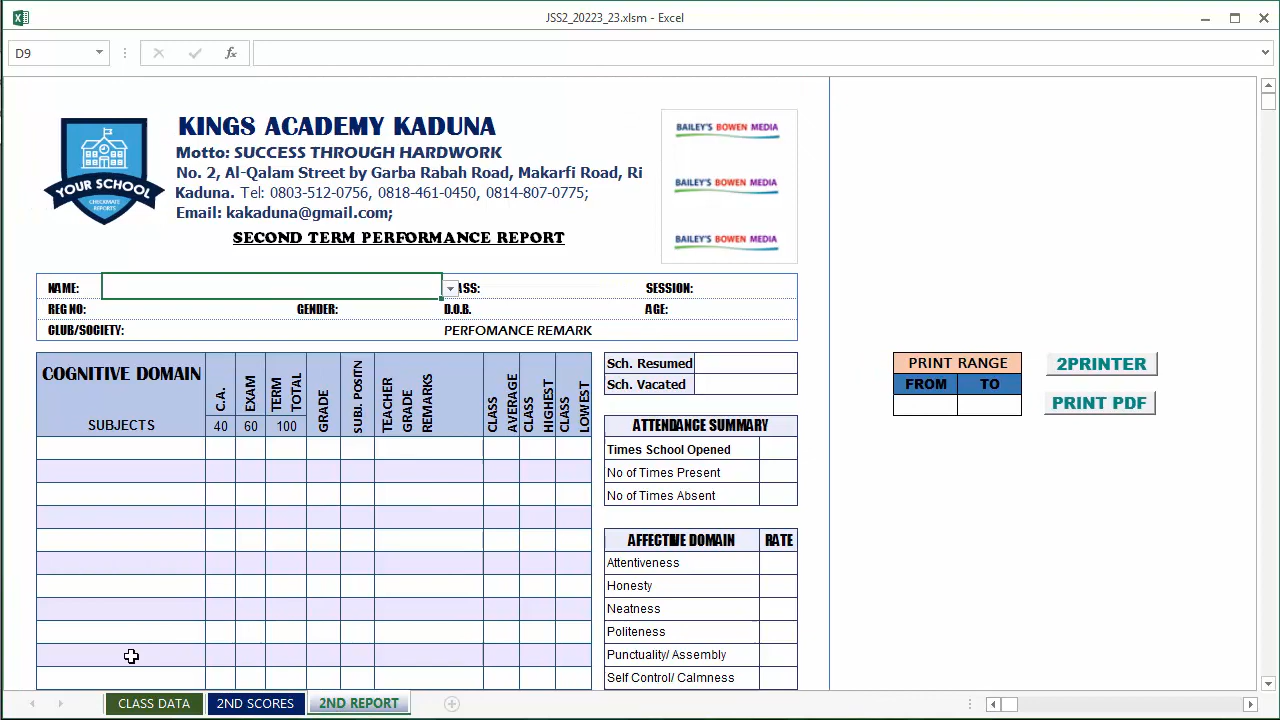 JSS2_20223_23.xlsm - Excel
D9
fx
KINGS ACADEMY KADUNA
Motto: SUCCESS THROUGH HARDWORK
No. 2, Al-Qalam Street by Garba Rabah Road, Makarfi Road, Ri
Kaduna. Tel: 0803-512-0756, 0818-461-0450, 0814-807-0775;
Email: kakaduna@gmail.com;
SECOND TERM PERFORMANCE REPORT
YOUR SCHOOL
CHECKMATE
REPORTS
BAILEY'S BOWEN MEDIA
BAILEY'S BOWEN MEDIA
BAILEY'S BOWEN MEDIA
NAME: ASS: SESSION:
REG NO: GENDER: D.O.B. AGE:
CLUB/SOCIETY: PERFOMANCE REMARK
COGNITIVE DOMAIN
SUBJECTS
C.A.
EXAM
TERM
TOTAL
GRADE
SUBJ. POSITN
TEACHER
GRADE
REMARKS
CLASS
AVERAGE
CLASS
HIGHEST
CLASS
LOWEST
40 60 100
Sch. Resumed
Sch. Vacated
ATTENDANCE SUMMARY
Times School Opened
No of Times Present
No of Times Absent
AFFECTIVE DOMAIN RATE
Attentiveness
Honesty
Neatness
Politeness
Punctuality/ Assembly
Self Control/ Calmness
PRINT RANGE
FROM TO
2PRINTER
PRINT PDF
CLASS DATA 2ND SCORES 2ND REPORT